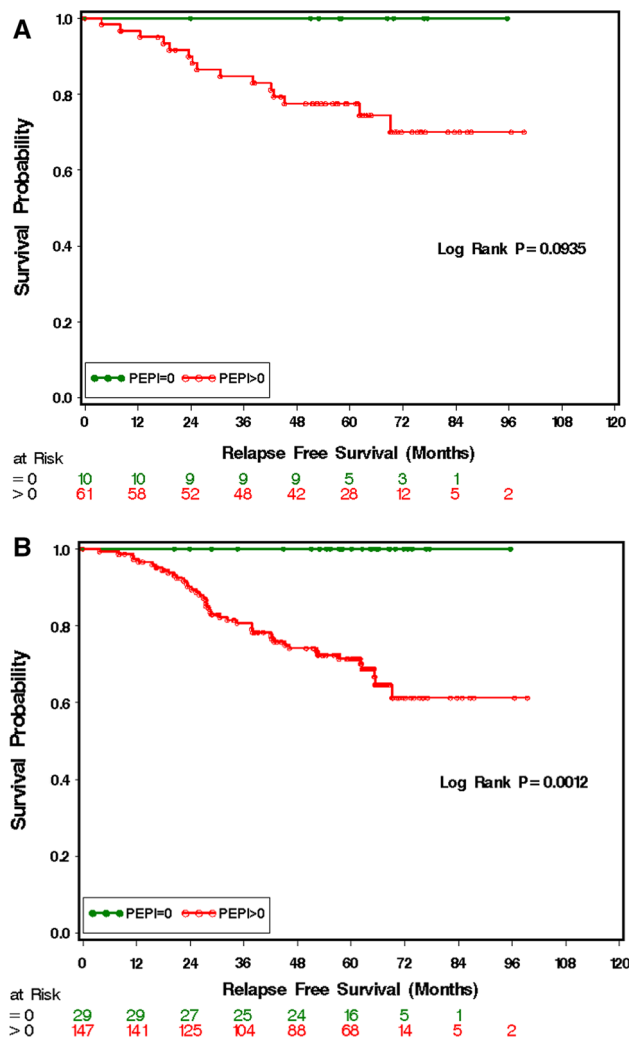 A
1.0
0.8
0.6
0.4
0.2
0.0
Survival Probability
Log Rank P=0.0935
PEPI=0 PEPI>0
0 12 24 36 48 60 72 84 96 108 120
Relapse Free Survival (Months)
at Risk
= 0 10 10 9 9 9 5 3 1
> 0 61 58 52 48 42 28 12 5 2
B
1.0
0.8
0.6
0.4
0.2
0.0
Survival Probability
Log Rank P=0.0012
PEPI=0 PEPI>0
0 12 24 36 48 60 72 84 96 108 120
Relapse Free Survival (Months)
at Risk
= 0 29 29 27 25 24 16 5 1
> 0 147 141 125 104 88 68 14 5 2